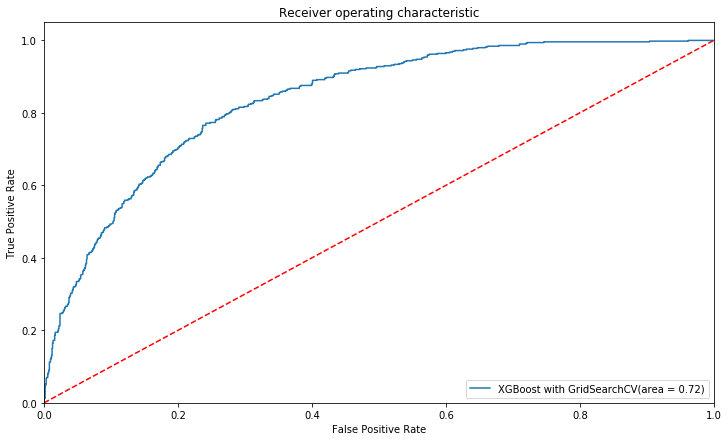 Receiver operating characteristic
1.0
0.8
0.6
0.4
0.2
0.0
True Positive Rate
XGBoost with GridSearchCV(area = 0.72)
0.0 0.2 0.4 0.6 0.8 1.0
False Positive Rate